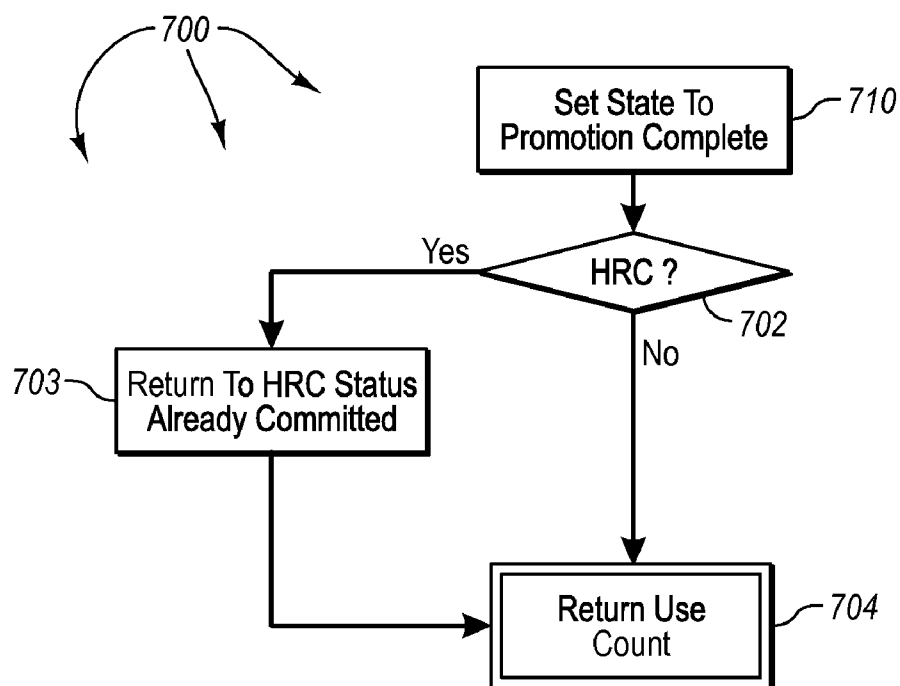 700
Set State To
Promotion Complete
710
Yes
HRC ?
702
No
703
Return To HRC Status
Already Committed
Return Use
Count
704